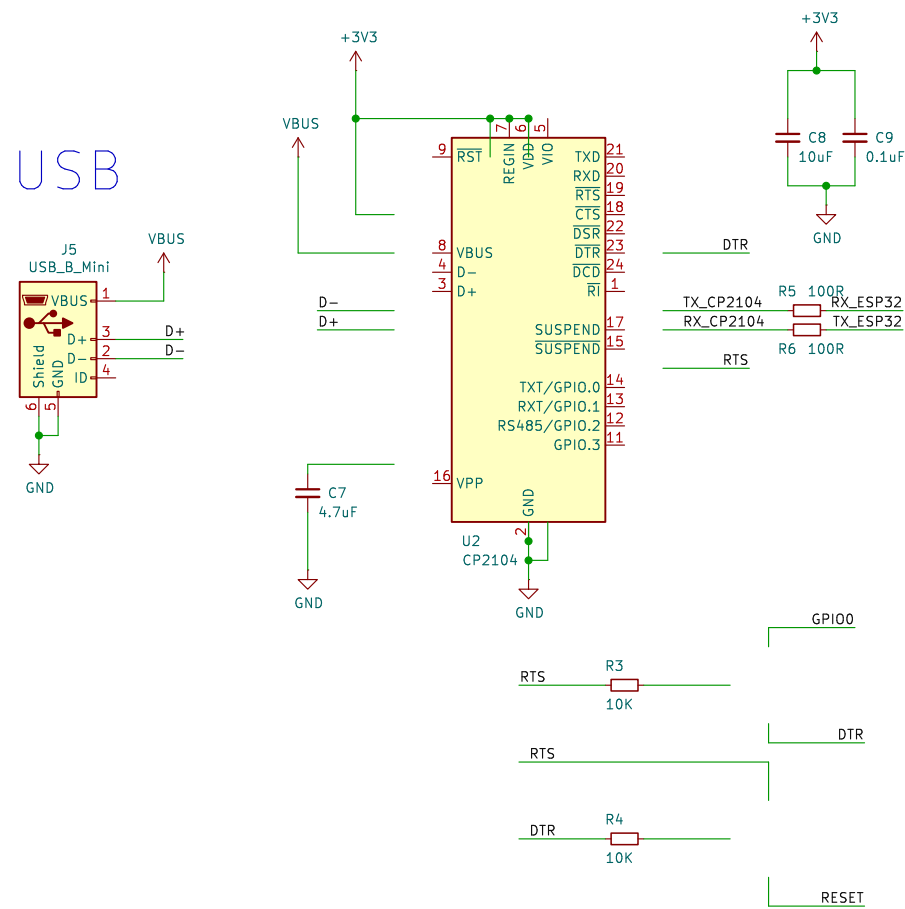 USB
+3V3
VBUS
+3V3
C8
10uF
C9
0.1uF
GND
VBUS
J5
USB_B_Mini
VBUS 1
D+ 3
D- 2
ID 4
Shield
GND
6
5
D+
D-
GND
7
6
5
9 RST
REGIN
VDD
VIO
8 VBUS
4 D-
3 D+
16 VPP
TXD 21
RXD 20
RTS 19
CTS 18
DSR 22
DTR 23
DCD 24
RI 1
SUSPEND 17
SUSPEND 15
TXT/GPIO.0 14
RXT/GPIO.1 13
RS485/GPIO.2 12
GPIO.3 11
GND
2
U2
CP2104
GND
D-
D+
C7
4.7uF
GND
DTR
TX_CP2104
R5 100R
RX_ESP32
RX_CP2104
R6 100R
TX_ESP32
RTS
GPIO0
RTS
R3
10K
DTR
RTS
DTR
R4
10K
RESET